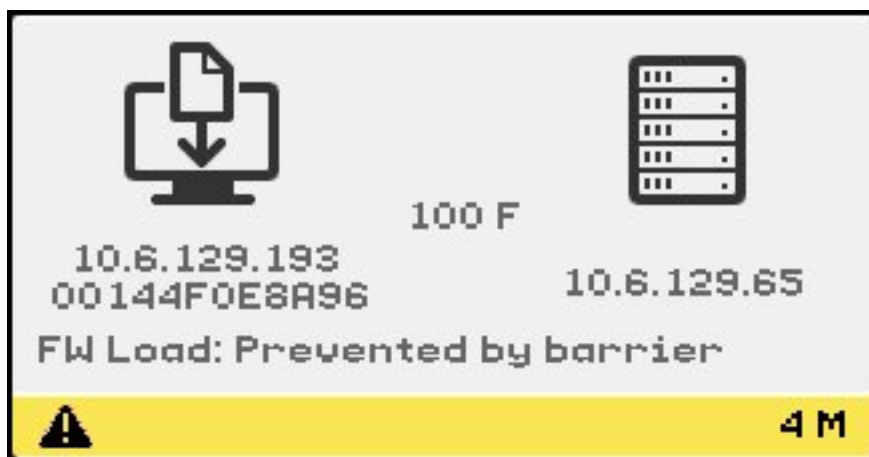 100 F
10.6.129.193
00144F0E8A96
10.6.129.65
FW Load: Prevented by barrier
4 M